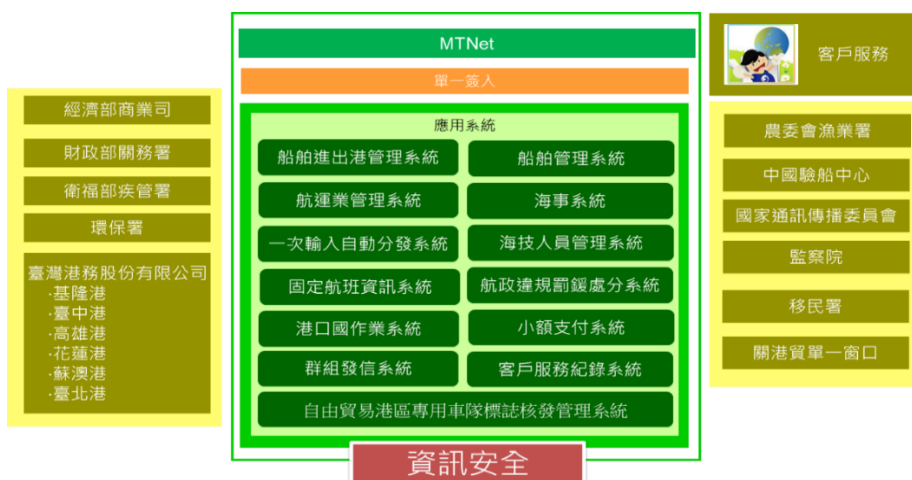 MTNet
單一簽入
客戶服務
經濟部商業司
財政部關務署
衛福部疾管署
環保署
臺灣港務股份有限公司
·基隆港
·臺中港
·高雄港
·花蓮港
·蘇澳港
·臺北港
應用系統
船舶進出港管理系統
船舶管理系統
航運業管理系統
海事系統
一次輸入自動分發系統
海技人員管理系統
固定航班資訊系統
航政違規罰鍰處分系統
港口國作業系統
小額支付系統
群組發信系統
客戶服務紀錄系統
自由貿易港區專用車隊標誌核發管理系統
農委會漁業署
中國驗船中心
國家通訊傳播委員會
監察院
移民署
關港貿單一窗口
資訊安全